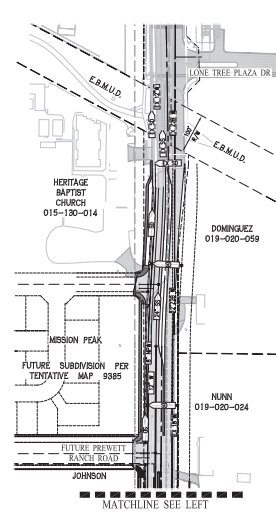 LONE TREE PLAZA DR
E.B.M.U.D.
100'
R/W
E.B.M.U.D.
HERITAGE
BAPTIST
CHURCH
015-130-014
DOMINGUEZ
019-020-059
MISSION PEAK
FUTURE SUBDIVISION PER
TENTATIVE MAP 9385
NUNN
019-020-024
FUTURE PREWETT
RANCH ROAD
JOHNSON
MATCHLINE SEE LEFT